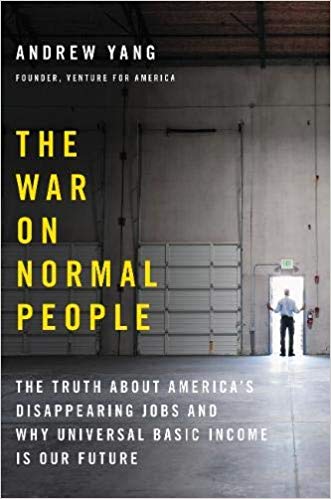 ANDREW YANG
FOUNDER, VENTURE FOR AMERICA
THE
WAR
ON
NORMAL
PEOPLE
THE TRUTH ABOUT AMERICA'S
DISAPPEARING JOBS AND
WHY UNIVERSAL BASIC INCOME
IS OUR FUTURE